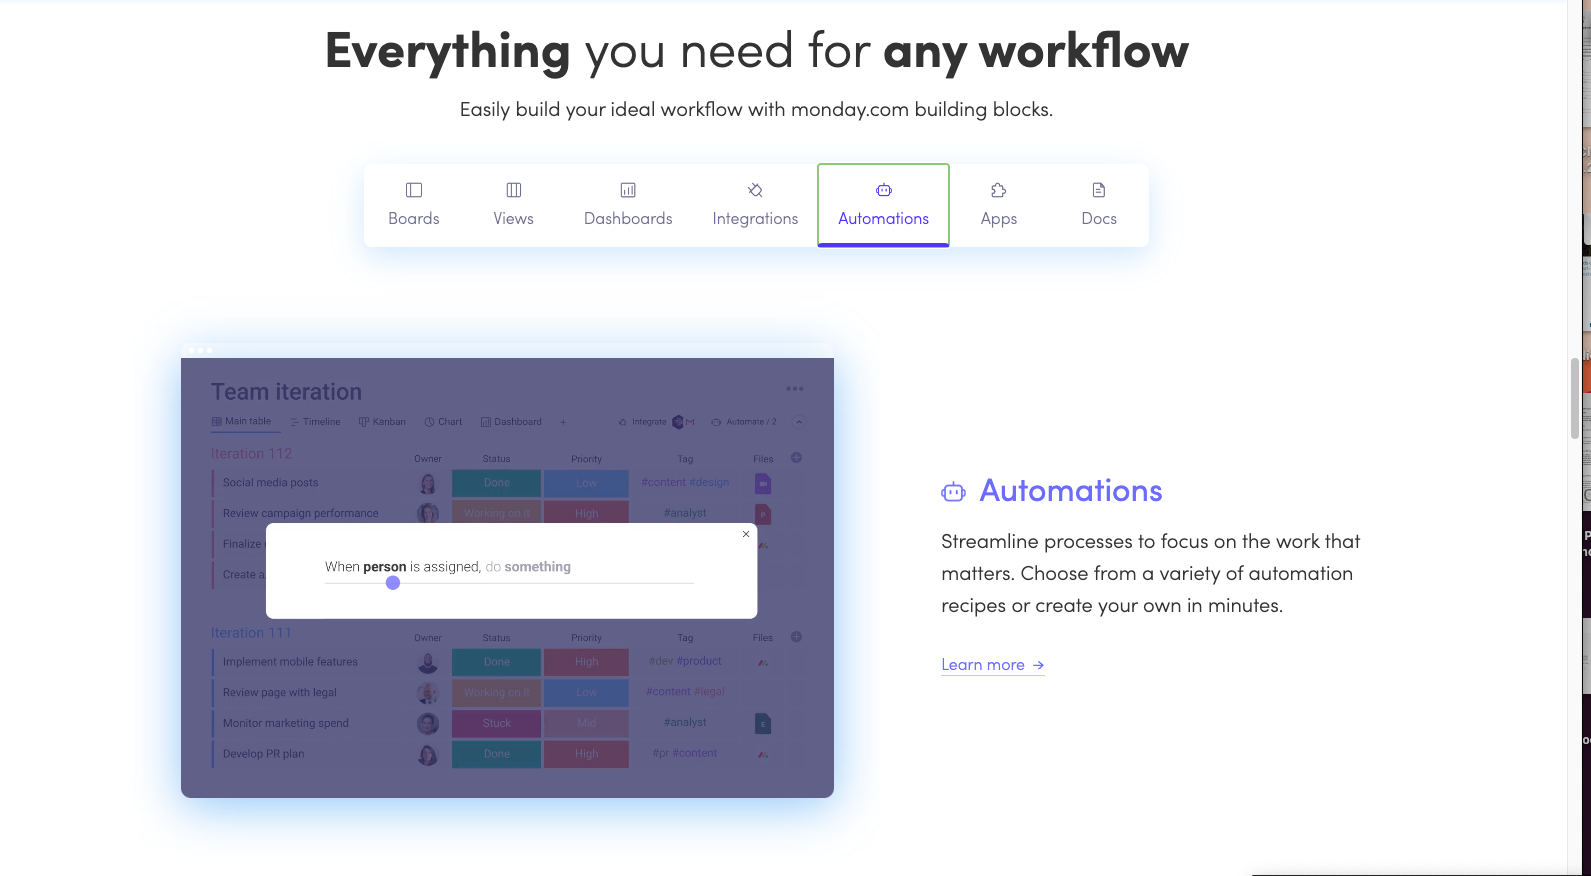 Everything you need for any workflow
Easily build your ideal workflow with monday.com building blocks.
Boards
Views
Dashboards
Integrations
Automations
Apps
Docs
Team iteration
Main table
Timeline
Kanban
Chart
Dashboard
+
Integrate
Automate / 2
Iteration 112
Owner
Status
Priority
Tag
Files
Social media posts
Done
Low
#content #design
Review campaign performance
Working on it
High
#analyst
Finalize
Create a
When person is assigned, do something
Iteration 111
Owner
Status
Priority
Tag
Files
Implement mobile features
Done
High
#dev #product
Review page with legal
Working on it
Low
#content #legal
Monitor marketing spend
Stuck
Mid
#analyst
Develop PR plan
Done
High
#pr #content
Automations
Streamline processes to focus on the work that
matters. Choose from a variety of automation
recipes or create your own in minutes.
Learn more →